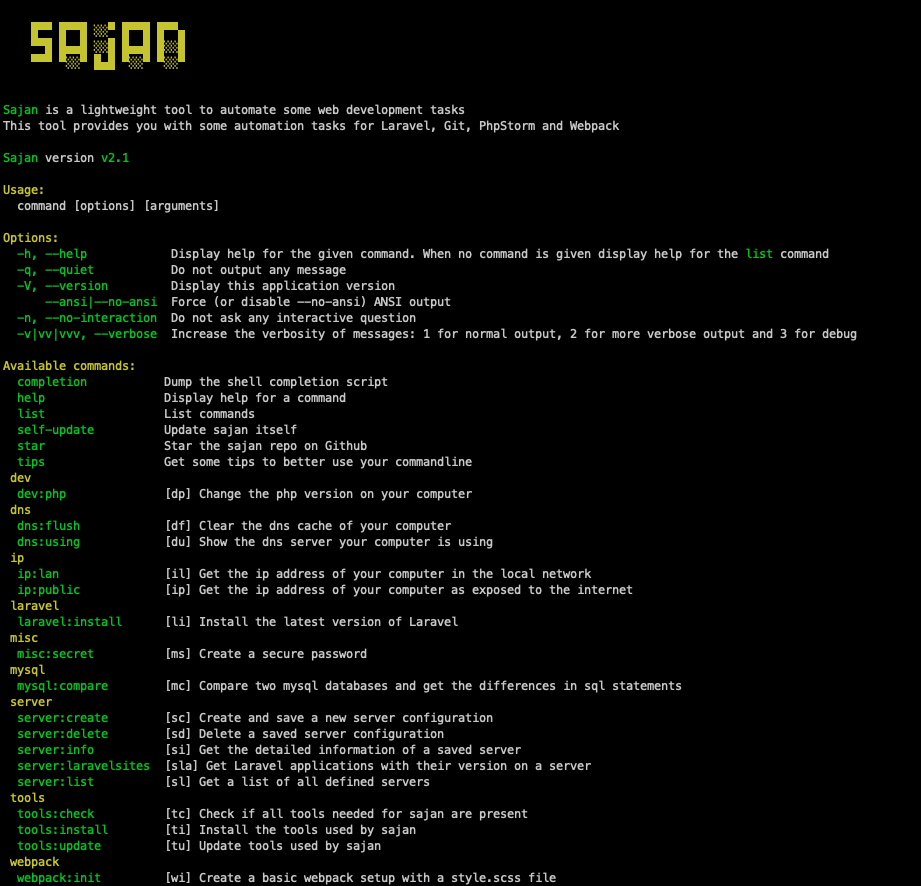 SAJAN
Sajan is a lightweight tool to automate some web development tasks
This tool provides you with some automation tasks for Laravel, Git, PhpStorm and Webpack
Sajan version v2.1
Usage:
command [options] [arguments]
Options:
-h, --help Display help for the given command. When no command is given display help for the list command
-q, --quiet Do not output any message
-V, --version Display this application version
--ansi|--no-ansi Force (or disable --no-ansi) ANSI output
-n, --no-interaction Do not ask any interactive question
-v|vv|vvv, --verbose Increase the verbosity of messages: 1 for normal output, 2 for more verbose output and 3 for debug
Available commands:
completion Dump the shell completion script
help Display help for a command
list List commands
self-update Update sajan itself
star Star the sajan repo on Github
tips Get some tips to better use your commandline
dev
dev:php [dp] Change the php version on your computer
dns
dns:flush [df] Clear the dns cache of your computer
dns:using [du] Show the dns server your computer is using
ip
ip:lan [il] Get the ip address of your computer in the local network
ip:public [ip] Get the ip address of your computer as exposed to the internet
laravel
laravel:install [li] Install the latest version of Laravel
misc
misc:secret [ms] Create a secure password
mysql
mysql:compare [mc] Compare two mysql databases and get the differences in sql statements
server
server:create [sc] Create and save a new server configuration
server:delete [sd] Delete a saved server configuration
server:info [si] Get the detailed information of a saved server
server:laravelsites [sla] Get Laravel applications with their version on a server
server:list [sl] Get a list of all defined servers
tools
tools:check [tc] Check if all tools needed for sajan are present
tools:install [ti] Install the tools used by sajan
tools:update [tu] Update tools used by sajan
webpack
webpack:init [wi] Create a basic webpack setup with a style.scss file